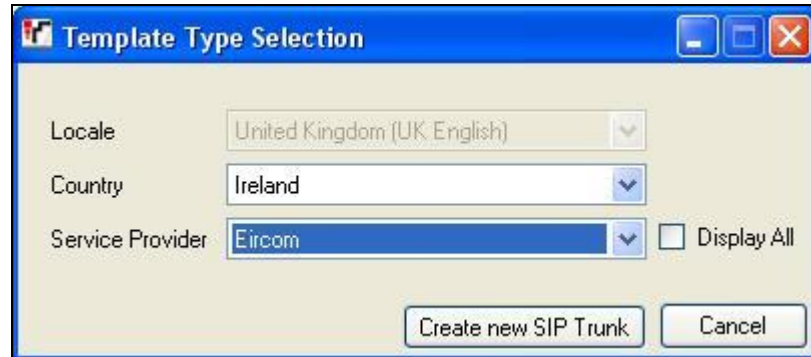 Template Type Selection
Locale United Kingdom (UK English)
Country Ireland
Service Provider Eircom Display All
Create new SIP Trunk Cancel